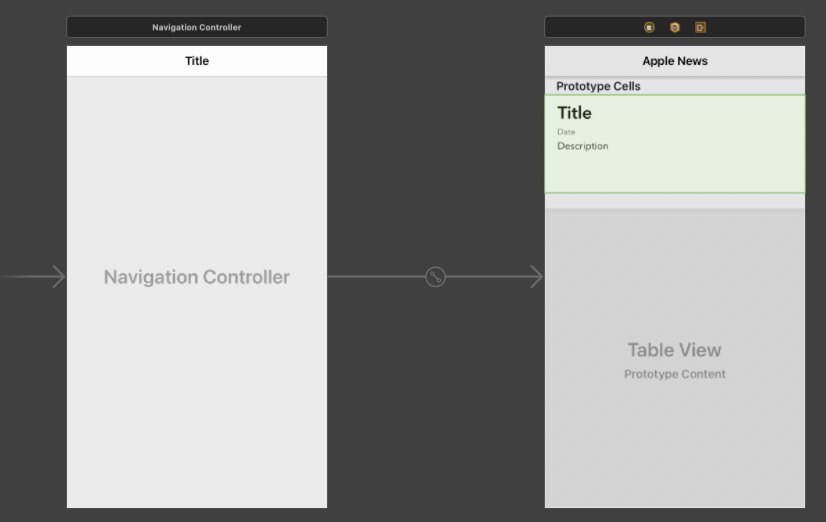 Navigation Controller
Title
Navigation Controller
Apple News
Prototype Cells
Title
Date
Description
Table View
Prototype Content